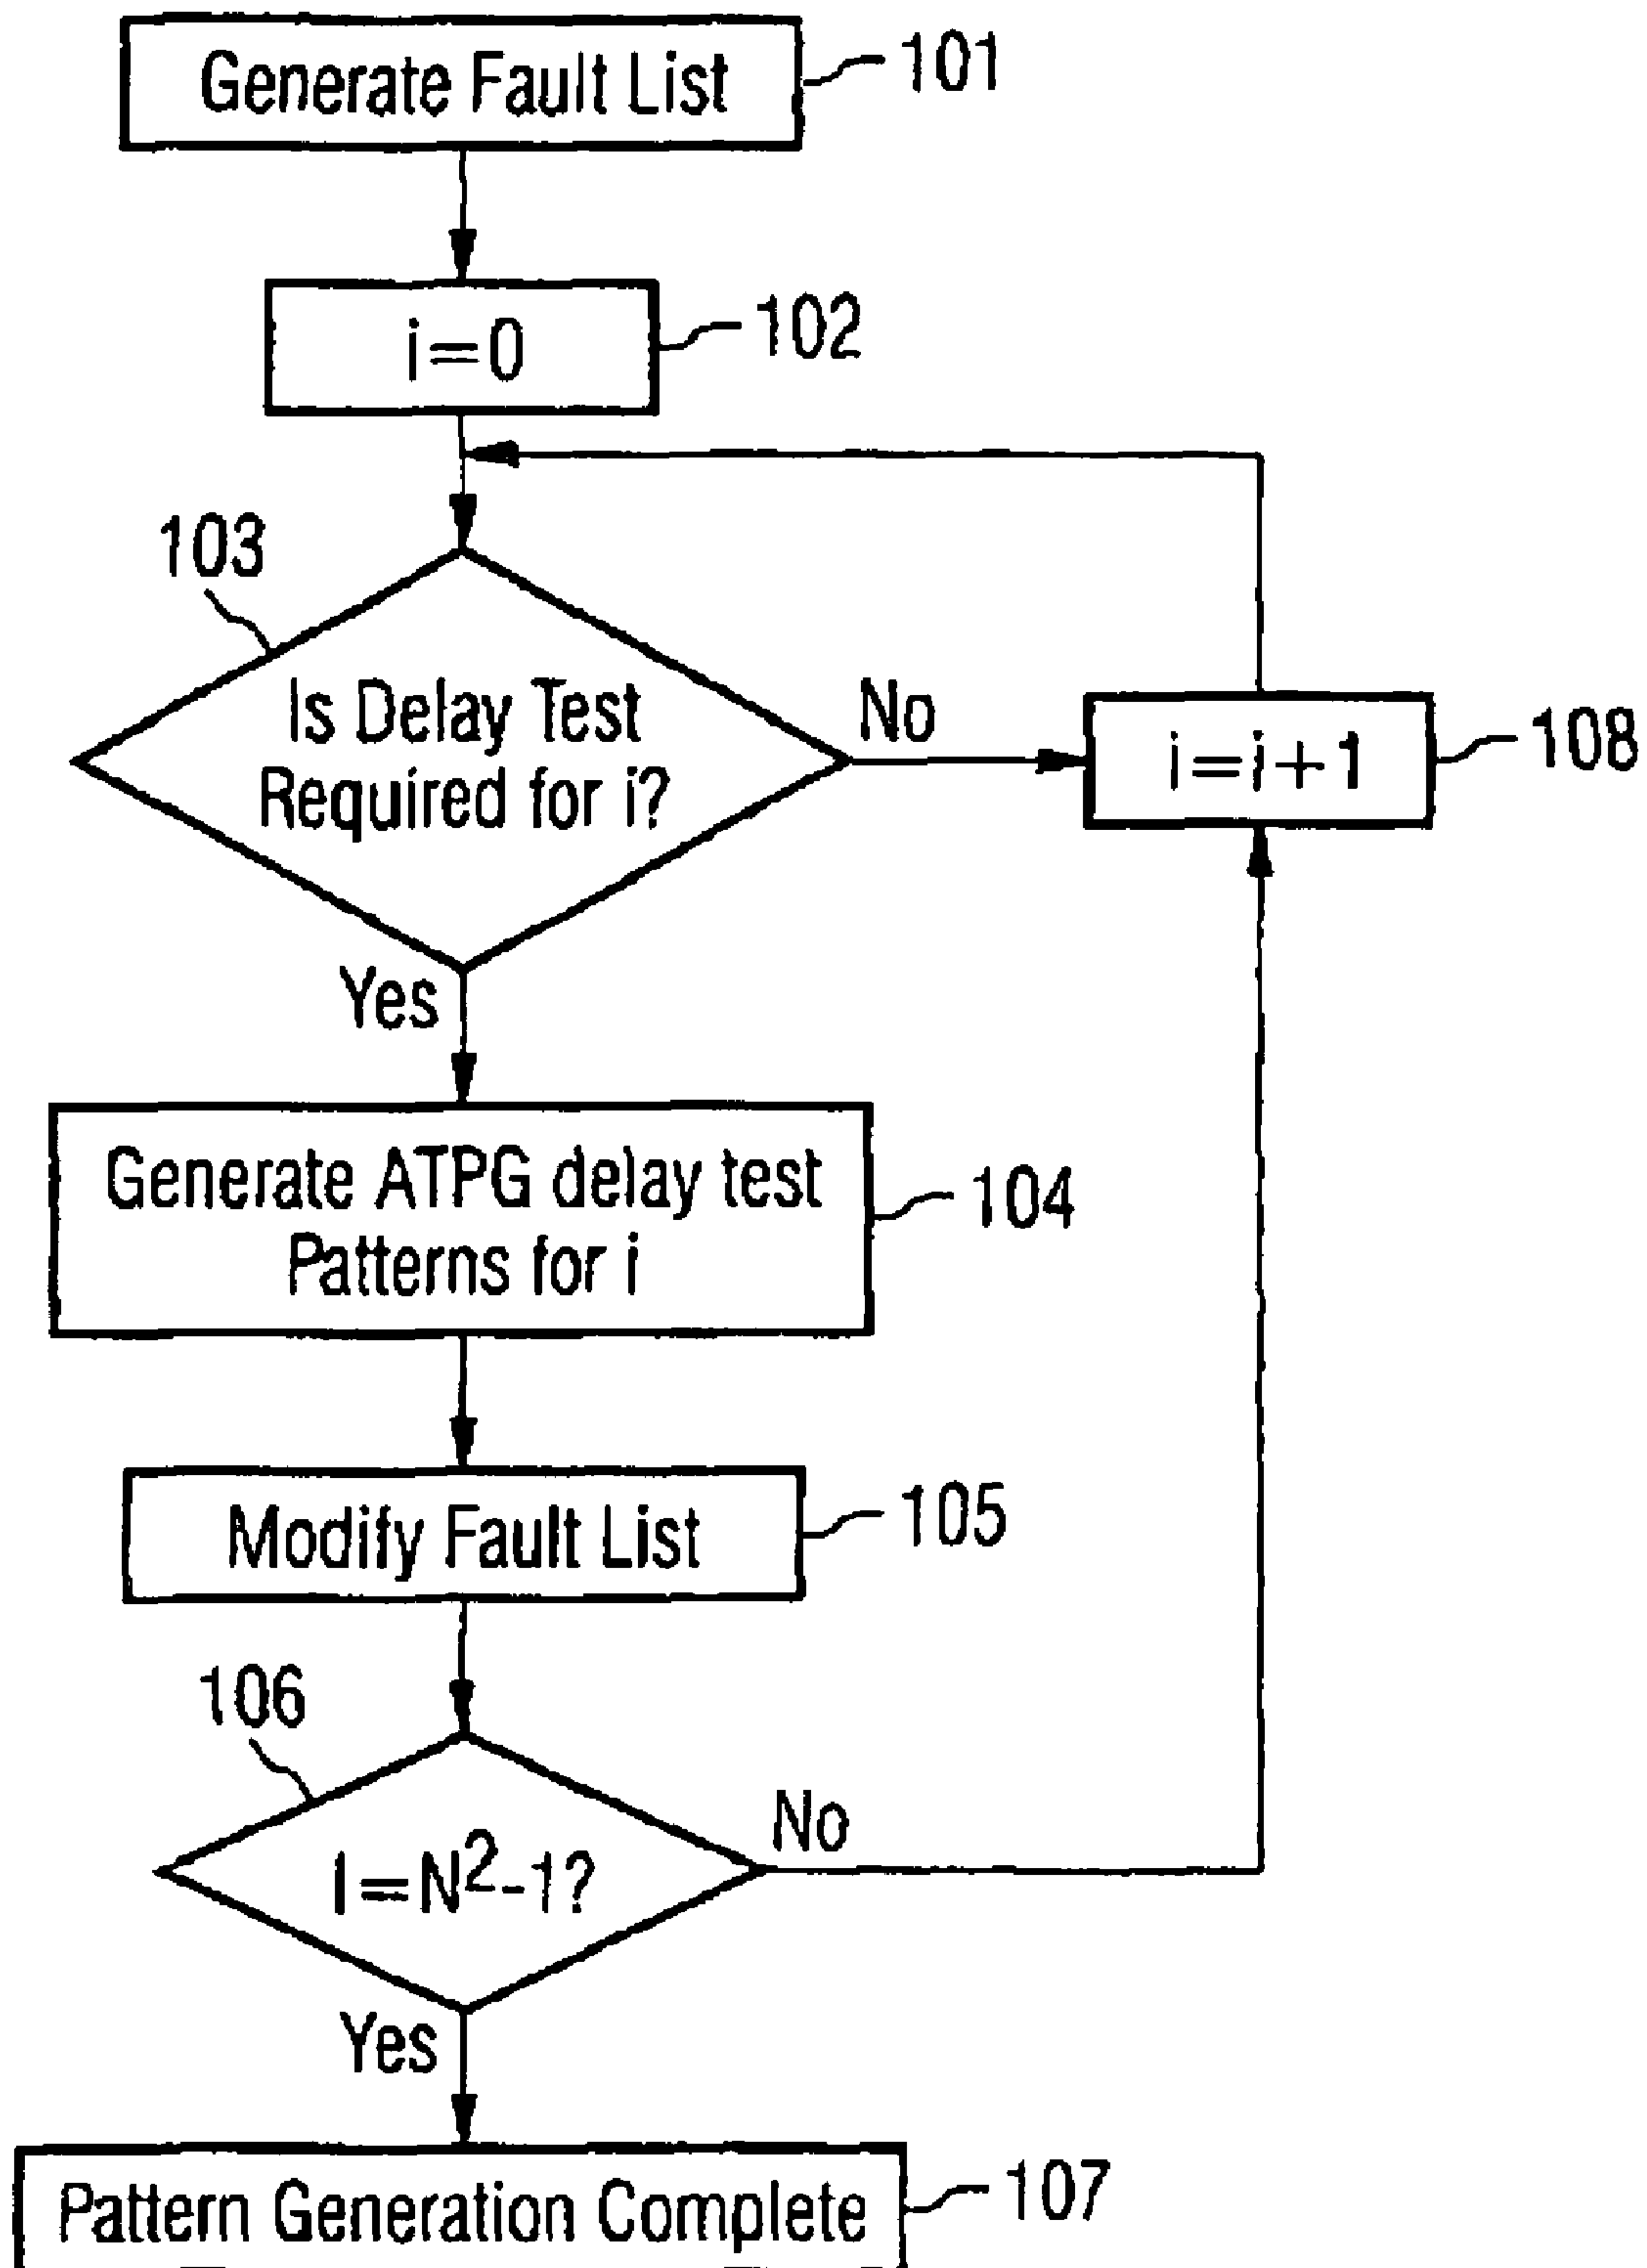 Generate Fault List
101
i=0
102
103
Is Delay Test
Required for i?
No
i=i+1
108
Yes
Generate ATPG delay test
Patterns for i
104
Modify Fault List
105
106
I=N²-1?
No
Yes
Pattern Generation Complete
107